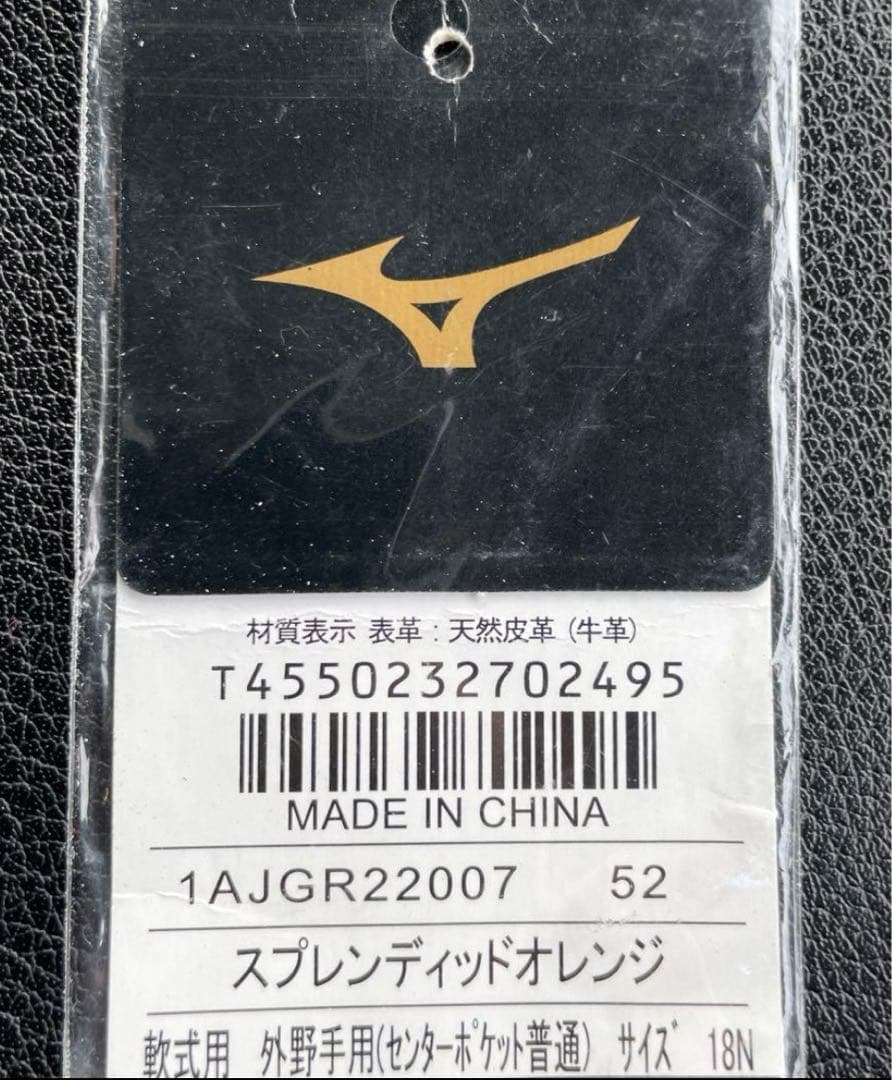 材質表示 表革：天然皮革（牛革）
T4550232702495
MADE IN CHINA
1AJGR22007 52
スプレンディッドオレンジ
軟式用 外野手用(センターポケット普通) サイズ 18N